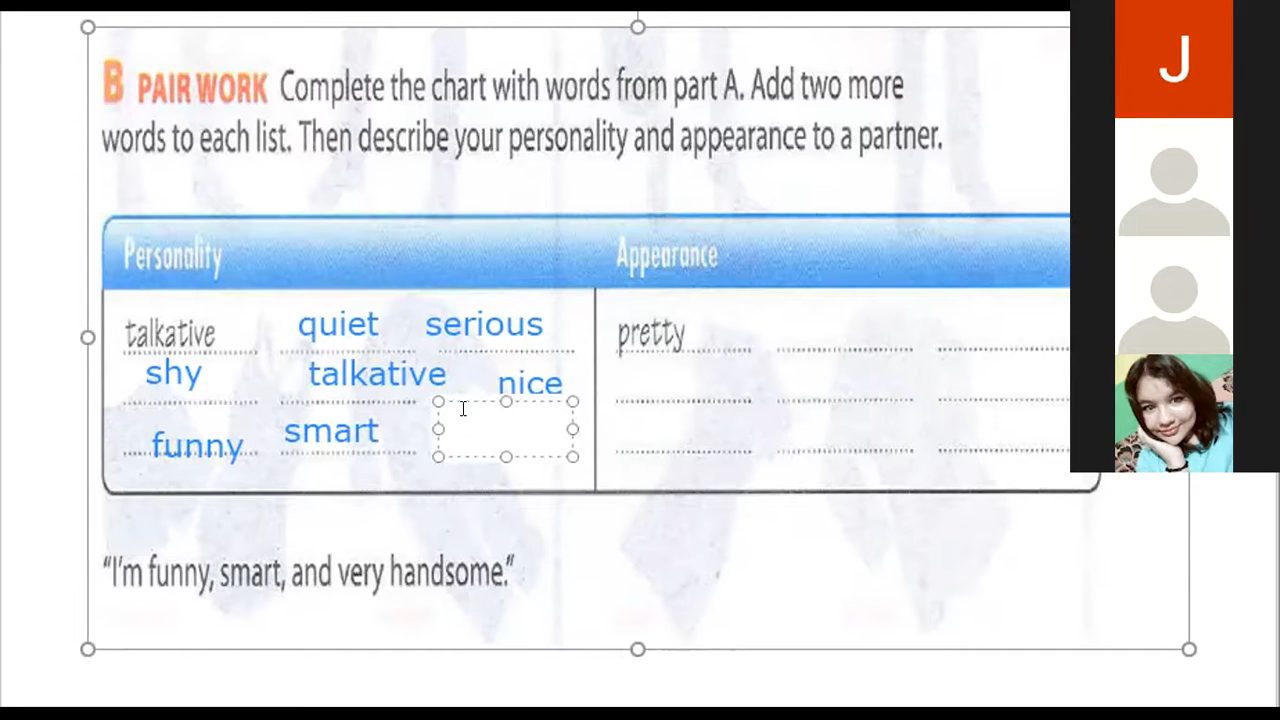 B PAIR WORK Complete the chart with words from part A. Add two more
words to each list. Then describe your personality and appearance to a partner.
Personality Appearance
talkative quiet serious pretty
shy talkative nice
funny smart
"I'm funny, smart, and very handsome."
J